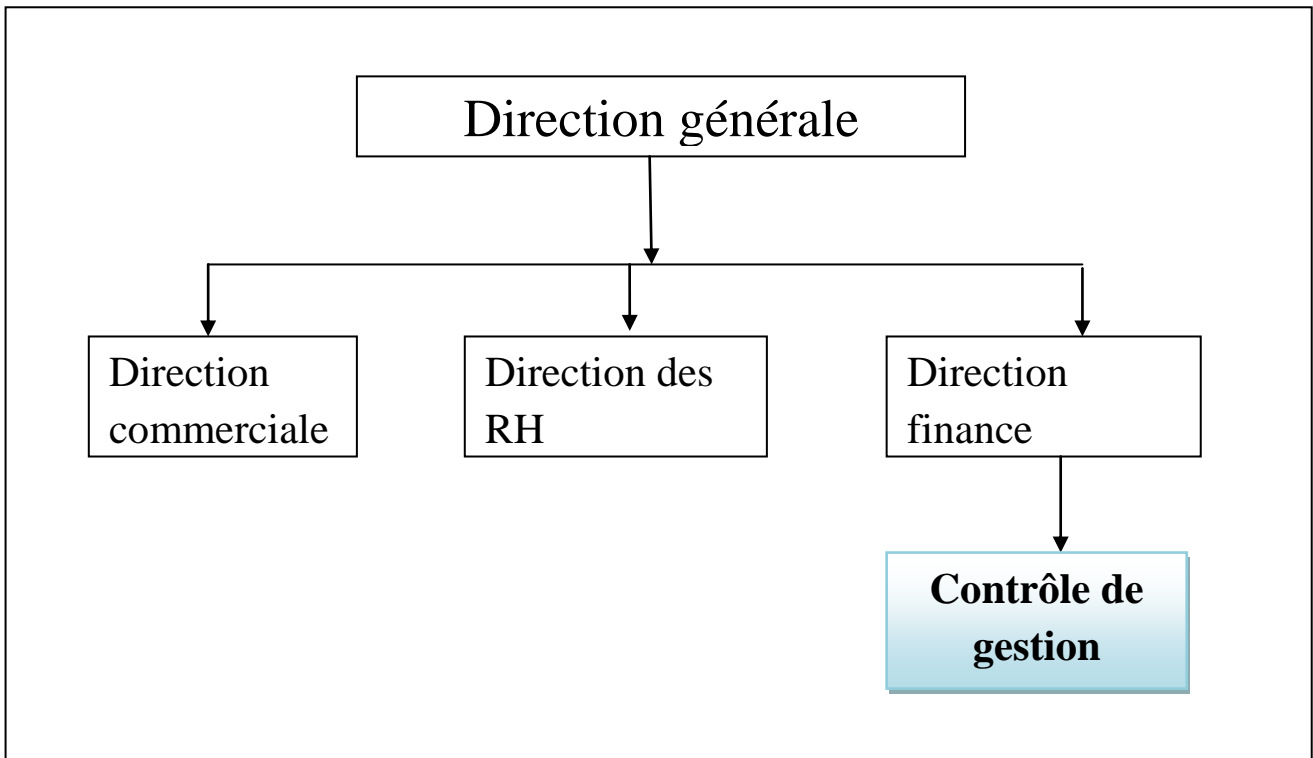 Direction générale
Direction
commerciale
Direction des
RH
Direction
finance
Contrôle de
gestion